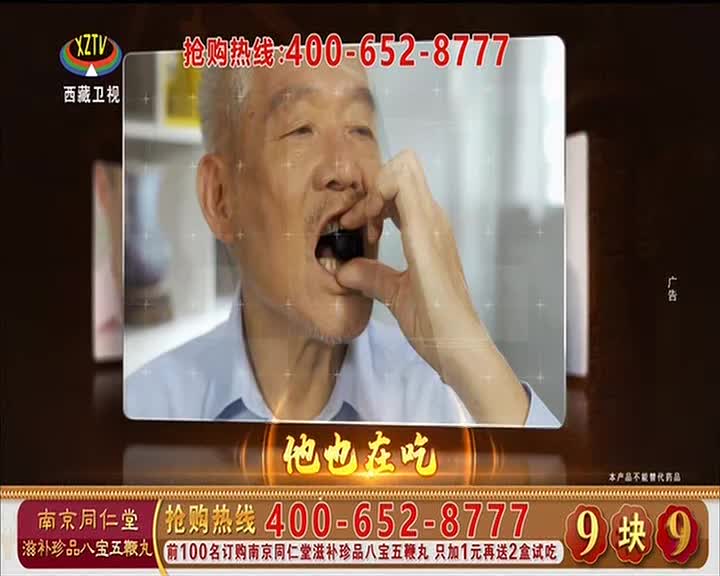 抢购热线:400-652-8777
XZTV
西藏卫视
广告
他也在吃
本产品不能替代药品
南京同仁堂
滋补珍品八宝五鞭丸
抢购热线 400-652-8777
前100名订购南京同仁堂滋补珍品八宝五鞭丸 只加1元再送2盒试吃
9块9